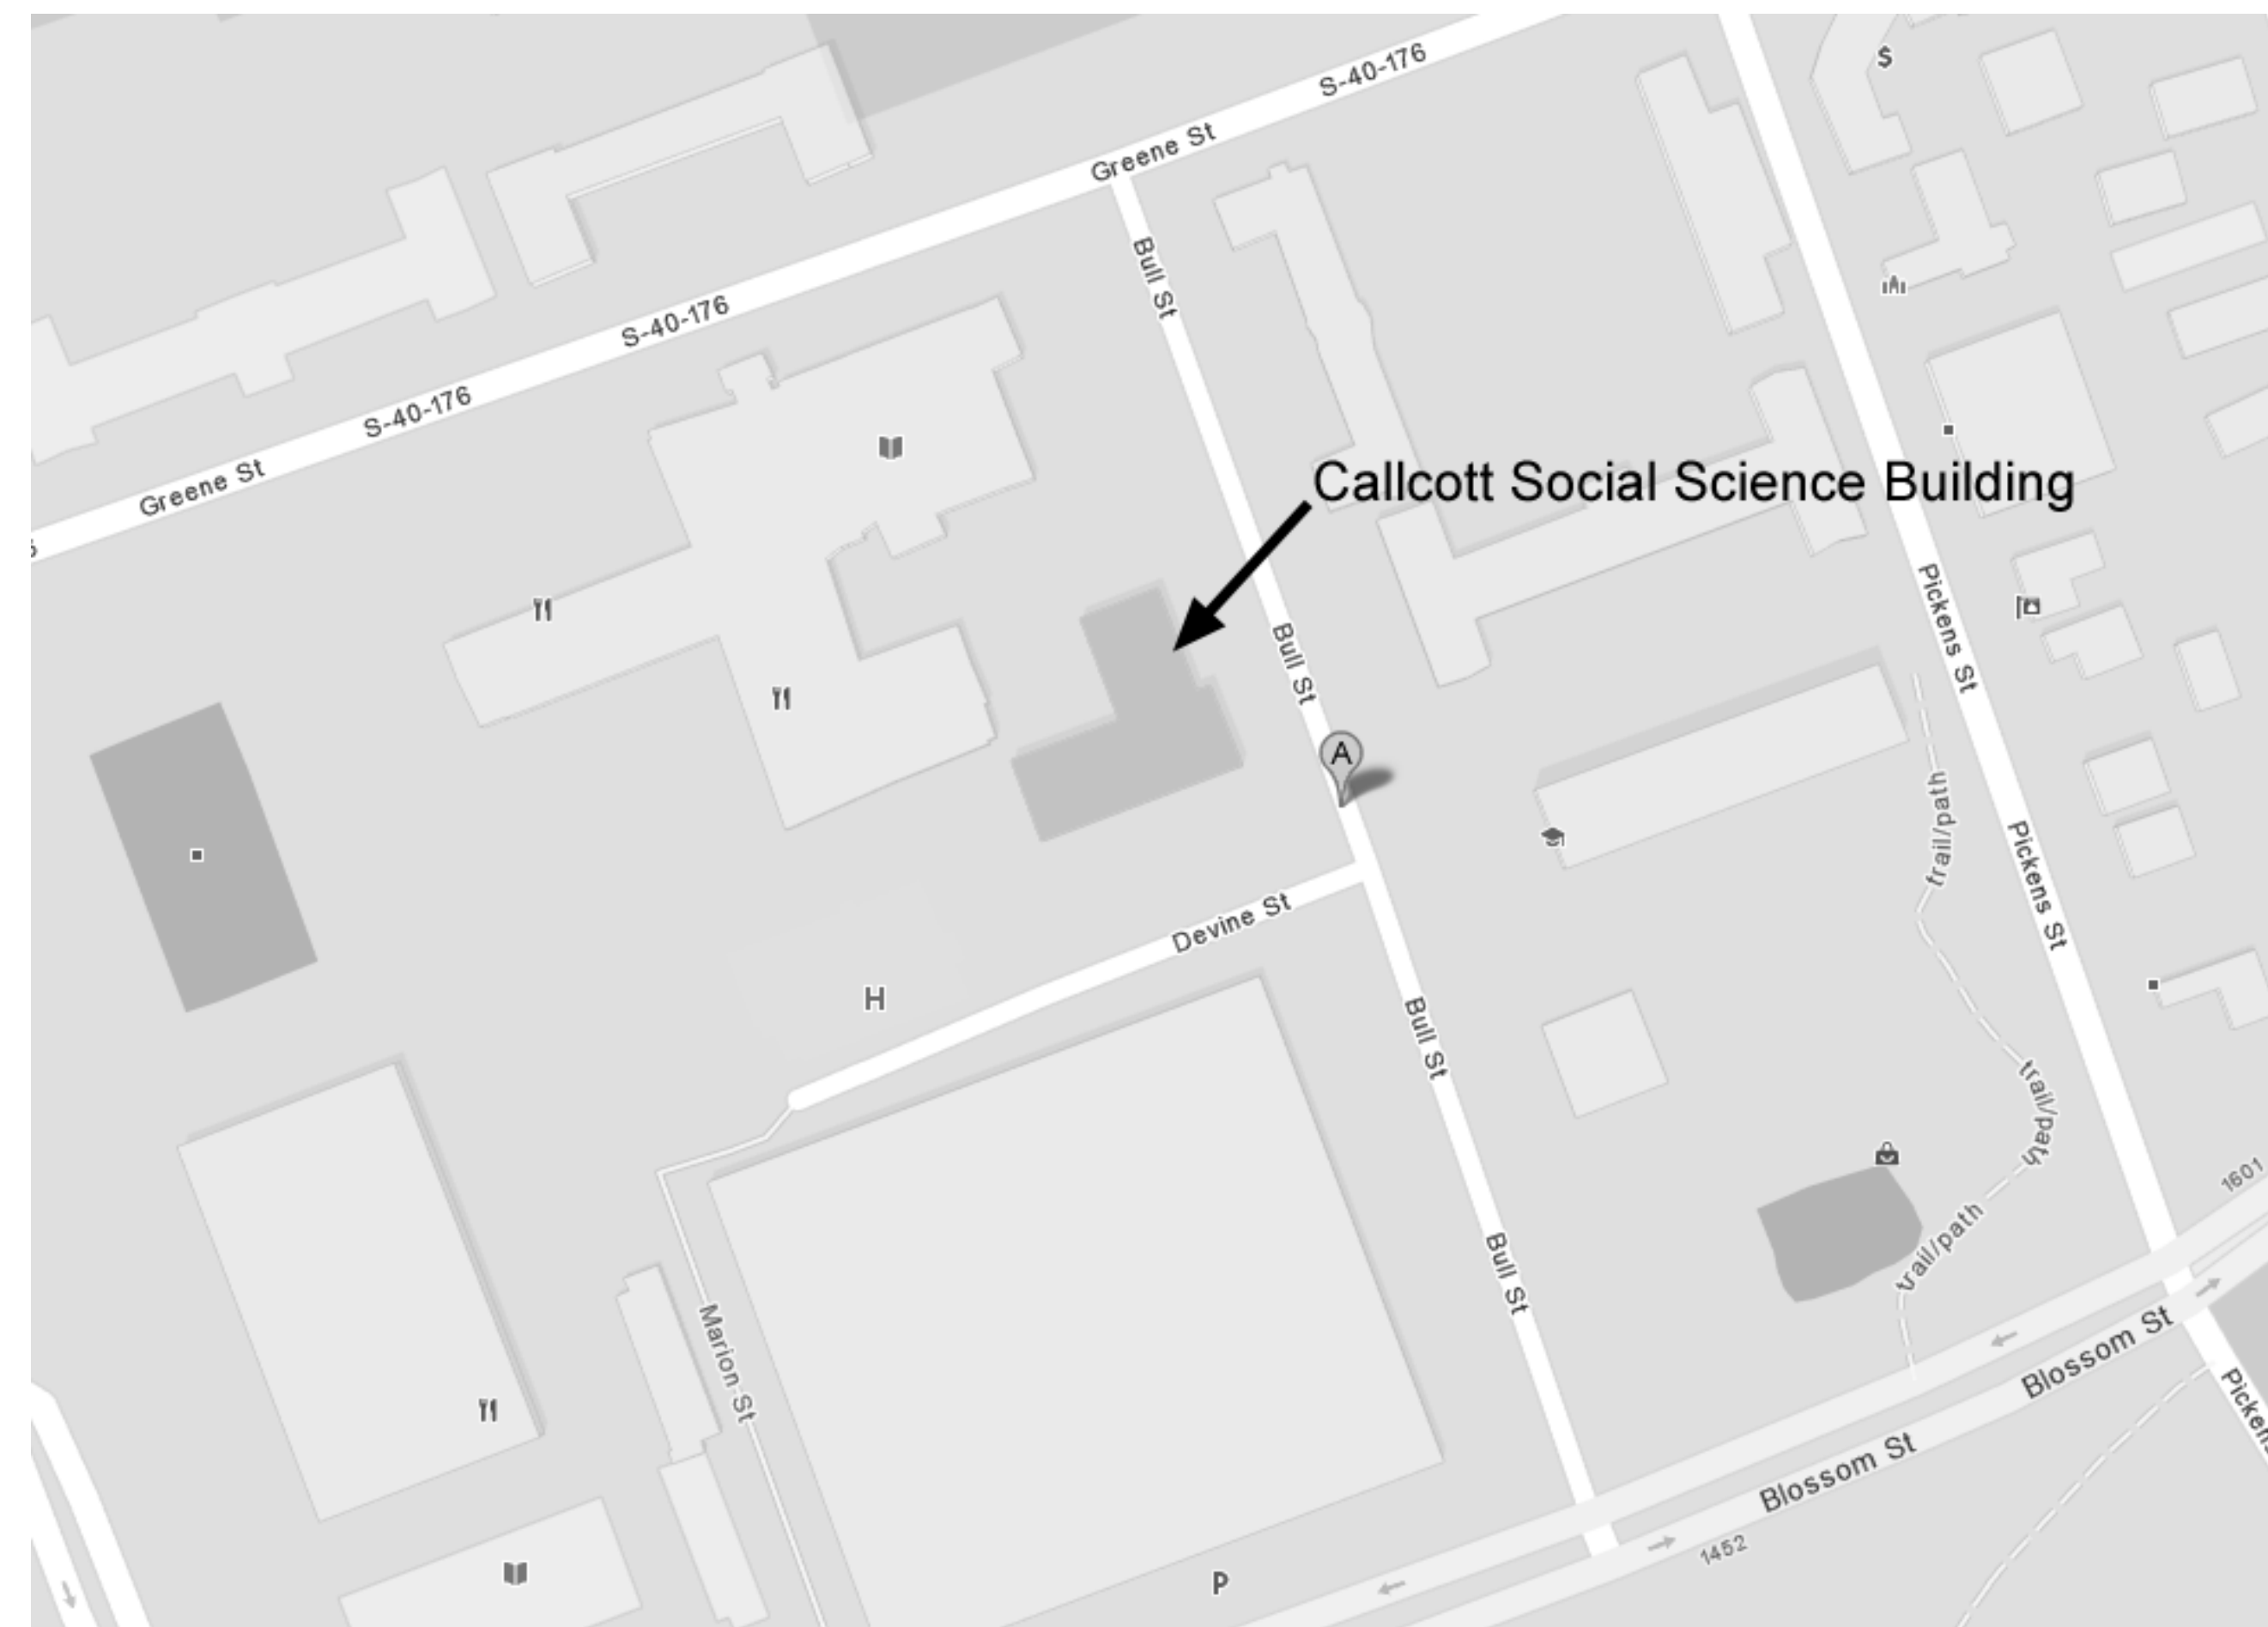 S-40-176
$
Greene St
Bull St
S-40-176
S-40-176
Greene St
Callcott Social Science Building
Pickens St
Bull St
A
trail/path
Pickens St
Devine St
H
Bull St
trail/path
1601
trail/path
Bull St
Marion St
Blossom St
Blossom St
1452
P